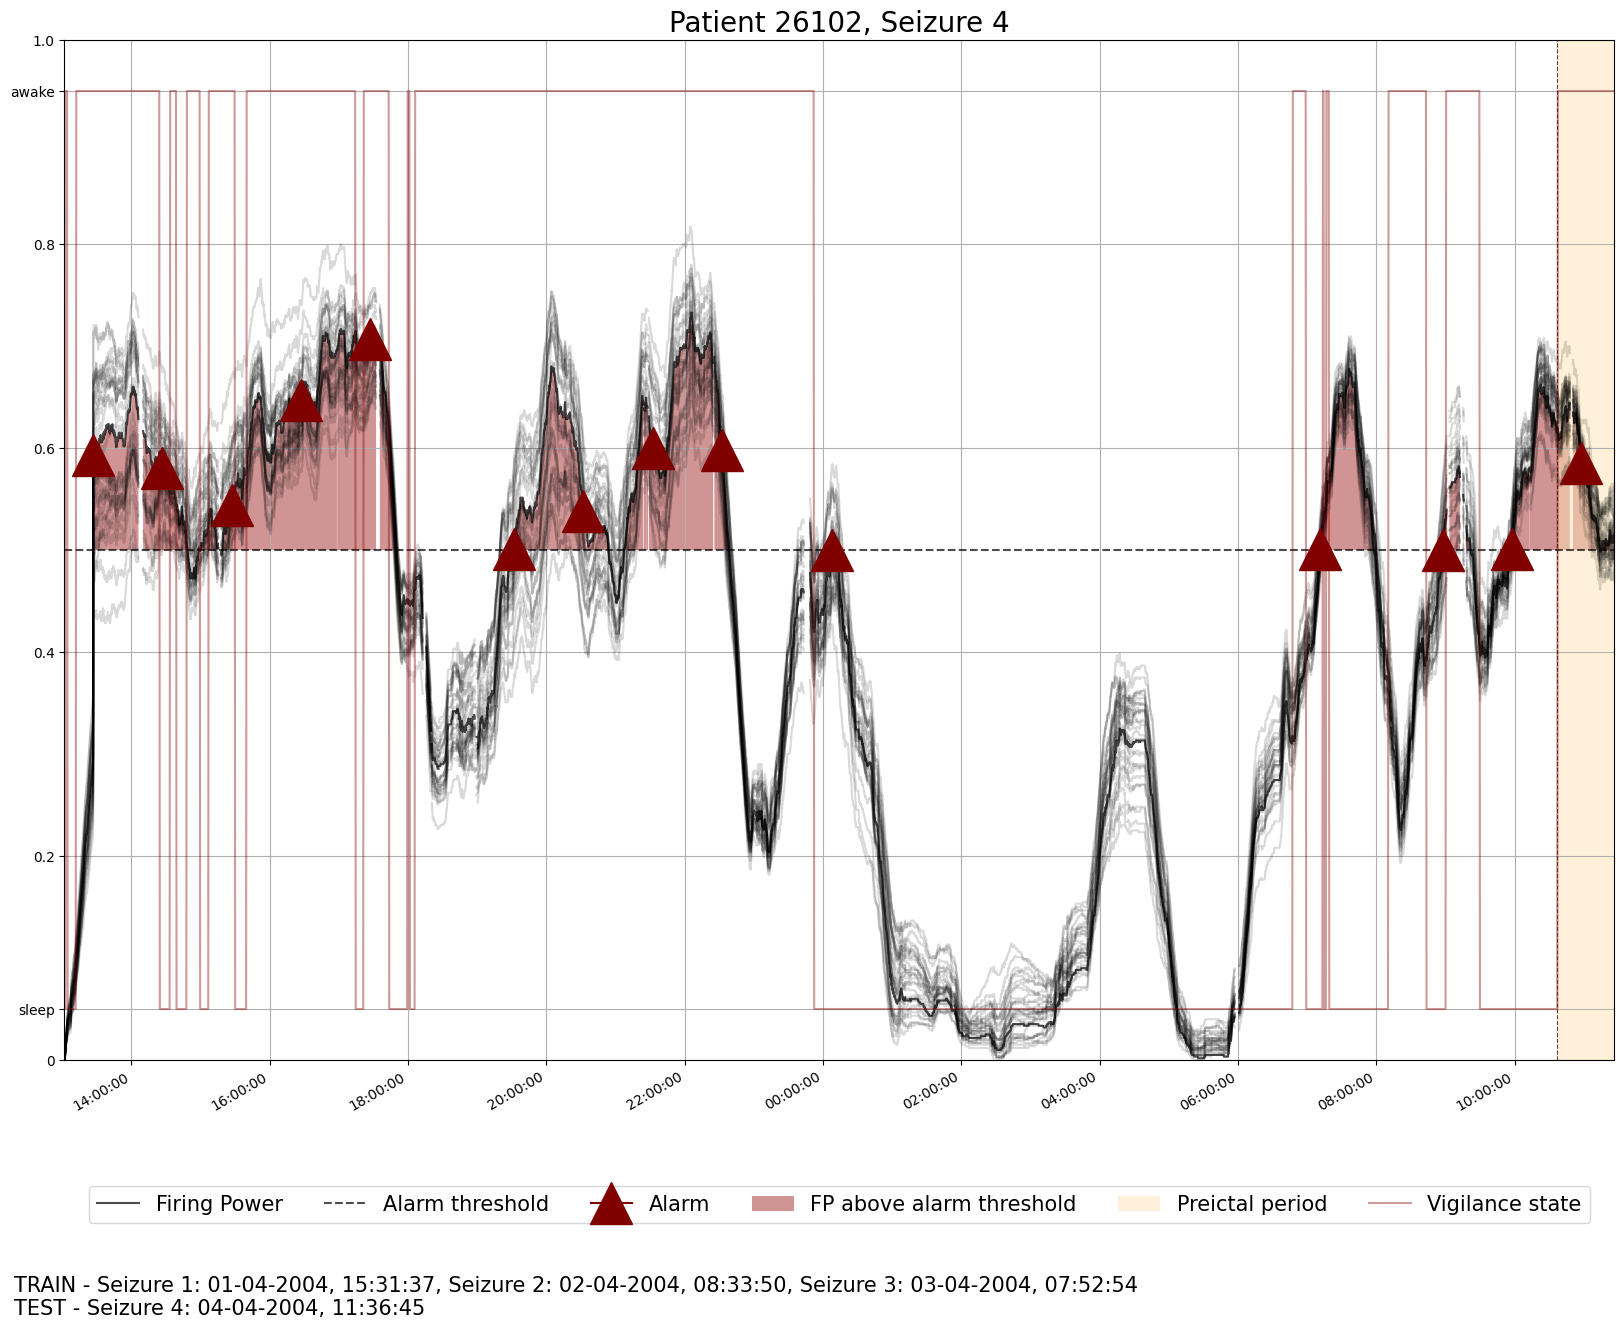 Patient 26102, Seizure 4
1.0
awake
0.8
0.6
0.4
0.2
sleep
0
14:00:00 16:00:00 18:00:00 20:00:00 22:00:00 00:00:00 02:00:00 04:00:00 06:00:00 08:00:00 10:00:00
Firing Power Alarm threshold Alarm FP above alarm threshold Preictal period Vigilance state
TRAIN - Seizure 1: 01-04-2004, 15:31:37, Seizure 2: 02-04-2004, 08:33:50, Seizure 3: 03-04-2004, 07:52:54
TEST - Seizure 4: 04-04-2004, 11:36:45